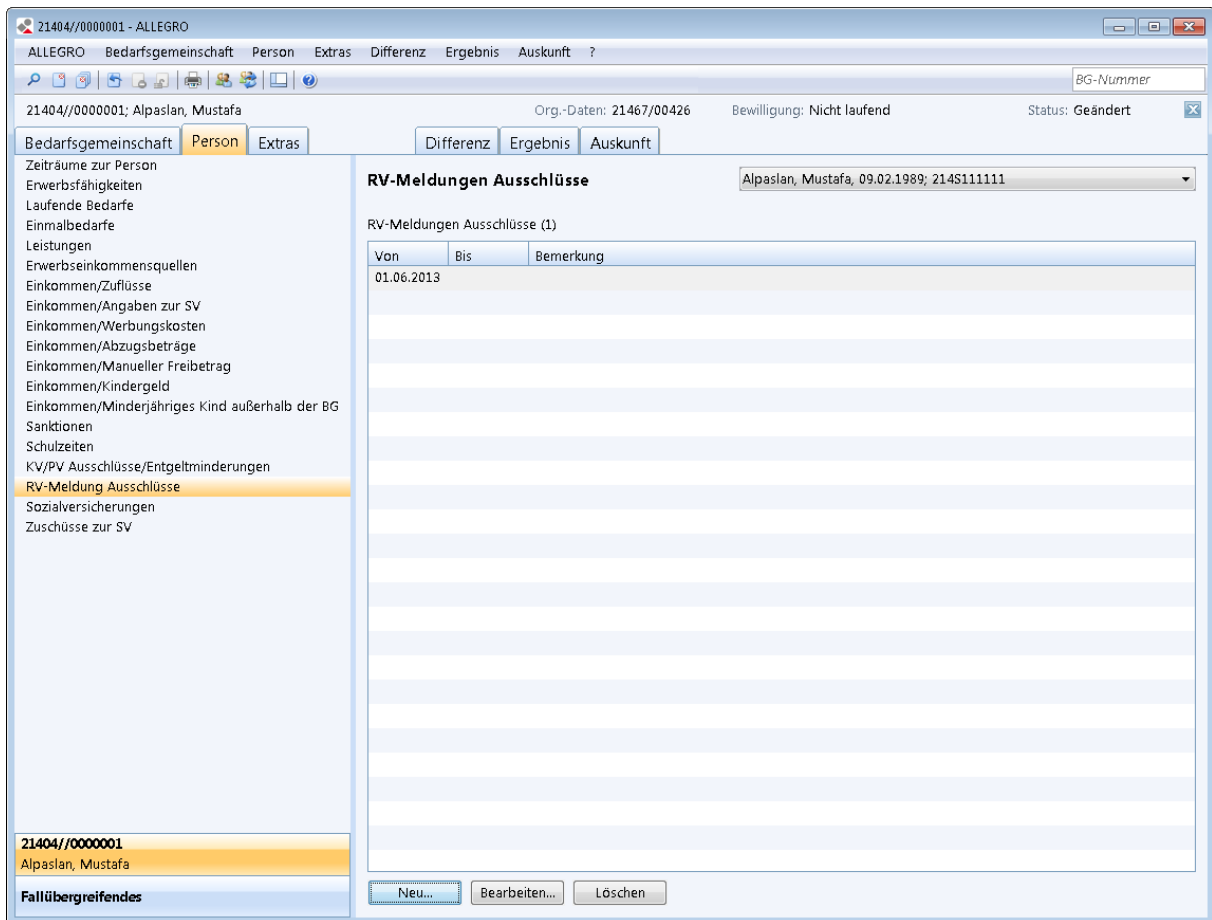 21404//0000001 - ALLEGRO
ALLEGRO Bedarfsgemeinschaft Person Extras Differenz Ergebnis Auskunft ?
BG-Nummer
21404//0000001; Alpaslan, Mustafa Org.-Daten: 21467/00426 Bewilligung: Nicht laufend Status: Geändert
Bedarfsgemeinschaft Person Extras Differenz Ergebnis Auskunft
Zeiträume zur Person
Erwerbsfähigkeiten
Laufende Bedarfe
Einmalbedarfe
Leistungen
Erwerbseinkommensquellen
Einkommen/Zuflüsse
Einkommen/Angaben zur SV
Einkommen/Werbungskosten
Einkommen/Abzugsbeträge
Einkommen/Manueller Freibetrag
Einkommen/Kindergeld
Einkommen/Minderjähriges Kind außerhalb der BG
Sanktionen
Schulzeiten
KV/PV Ausschlüsse/Entgeltminderungen
RV-Meldung Ausschlüsse
Sozialversicherungen
Zuschüsse zur SV
21404//0000001
Alpaslan, Mustafa
Fallübergreifendes
RV-Meldungen Ausschlüsse Alpaslan, Mustafa, 09.02.1989; 214S111111
RV-Meldungen Ausschlüsse (1)
Von Bis Bemerkung
01.06.2013
Neu... Bearbeiten... Löschen